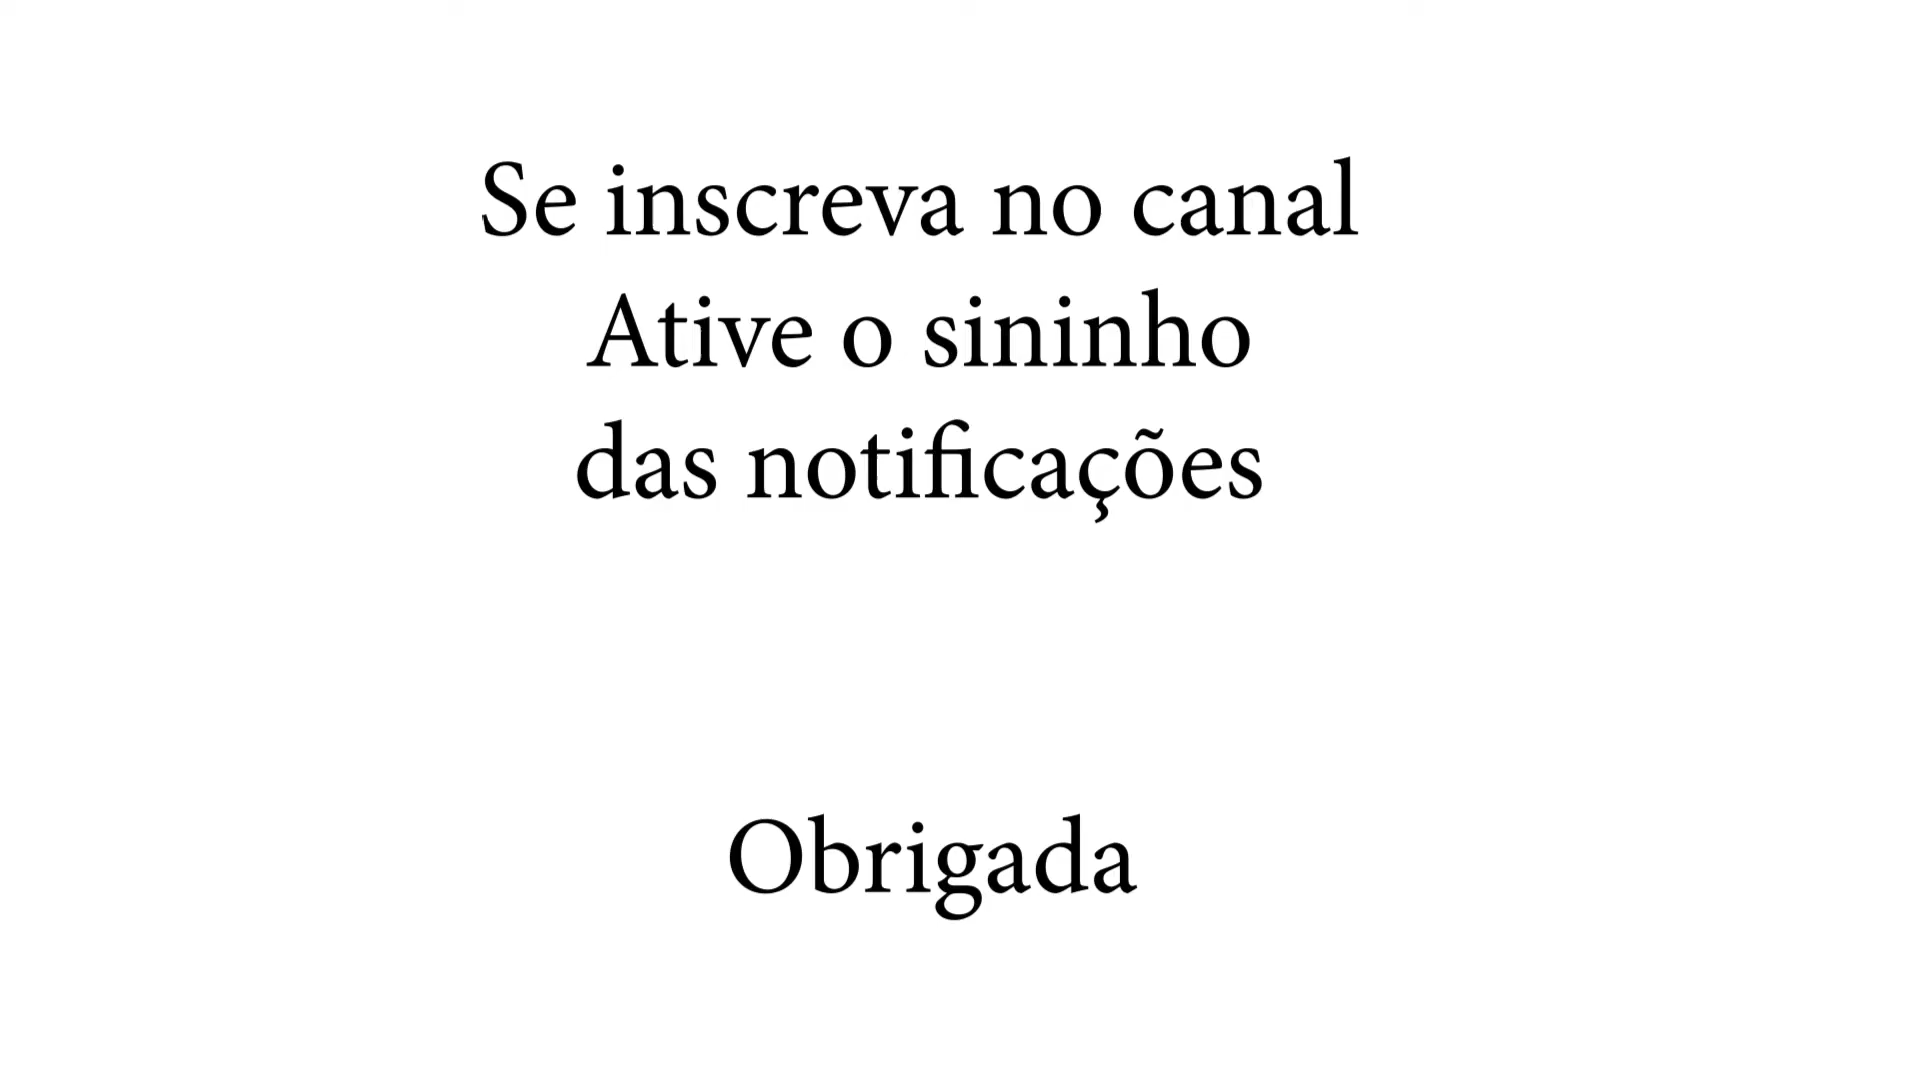 Se inscreva no canal
Ative o sininho
das notificações
Obrigada